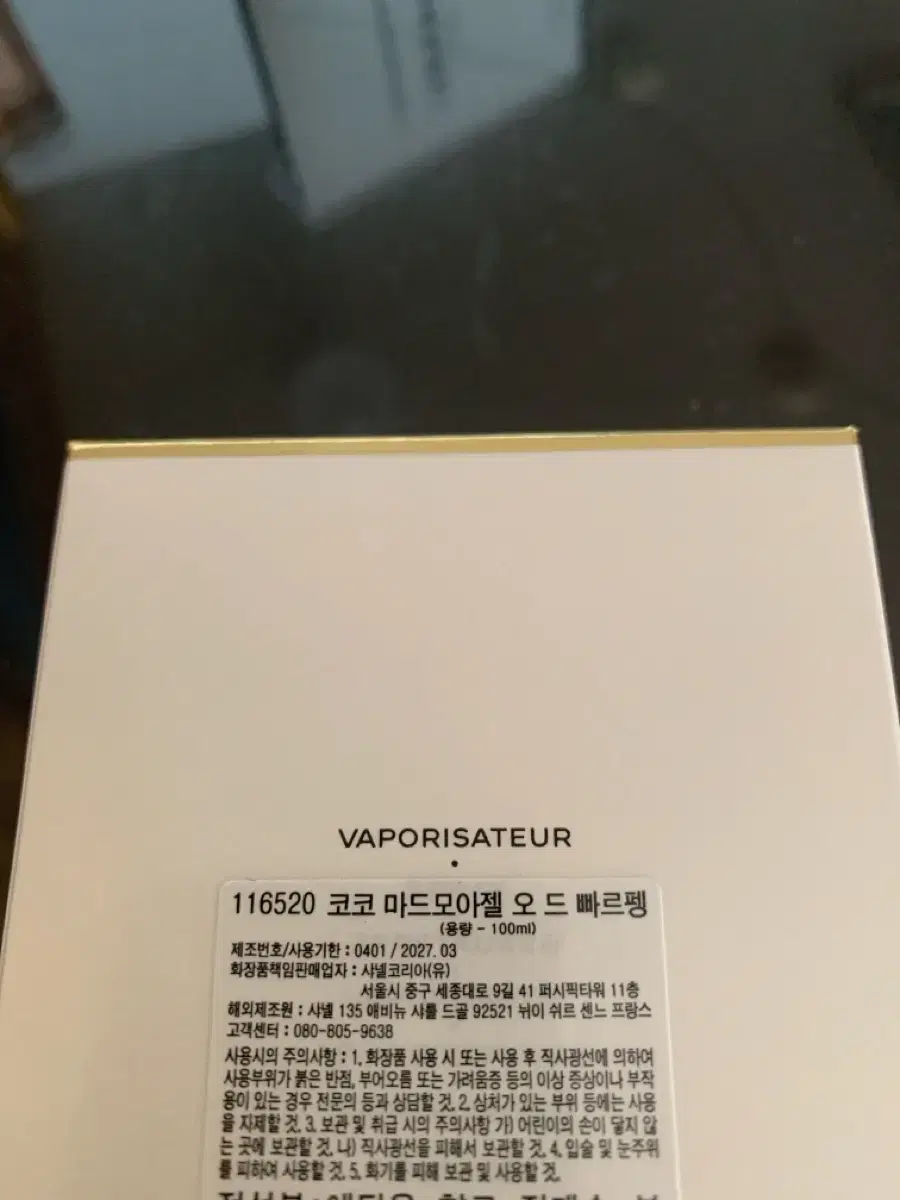 VAPORISATEUR
116520 코코 마드모아젤 오 드 빠르펭
(용량 - 100ml)
제조번호/사용기한 : 0401 / 2027. 03
화장품책임판매업자 : 샤넬코리아(유)
서울시 중구 세종대로 9길 41 퍼시픽타워 11층
해외제조원 : 샤넬 135 애비뉴 샤를 드골 92521 뉘이 쉬르 센느 프랑스
고객센터 : 080-805-9638
사용시의 주의사항 : 1. 화장품 사용 시 또는 사용 후 직사광선에 의하여
사용부위가 붉은 반점, 부어오름 또는 가려움증 등의 이상 증상이나 부작
용이 있는 경우 전문의 등과 상담할 것. 2. 상처가 있는 부위 등에는 사용
을 자제할 것. 3. 보관 및 취급 시의 주의사항 가) 어린이의 손이 닿지 않
는 곳에 보관할 것. 나) 직사광선을 피해서 보관할 것. 4. 입술 및 눈주위
를 피하여 사용할 것. 5. 화기를 피해 보관 및 사용할 것.